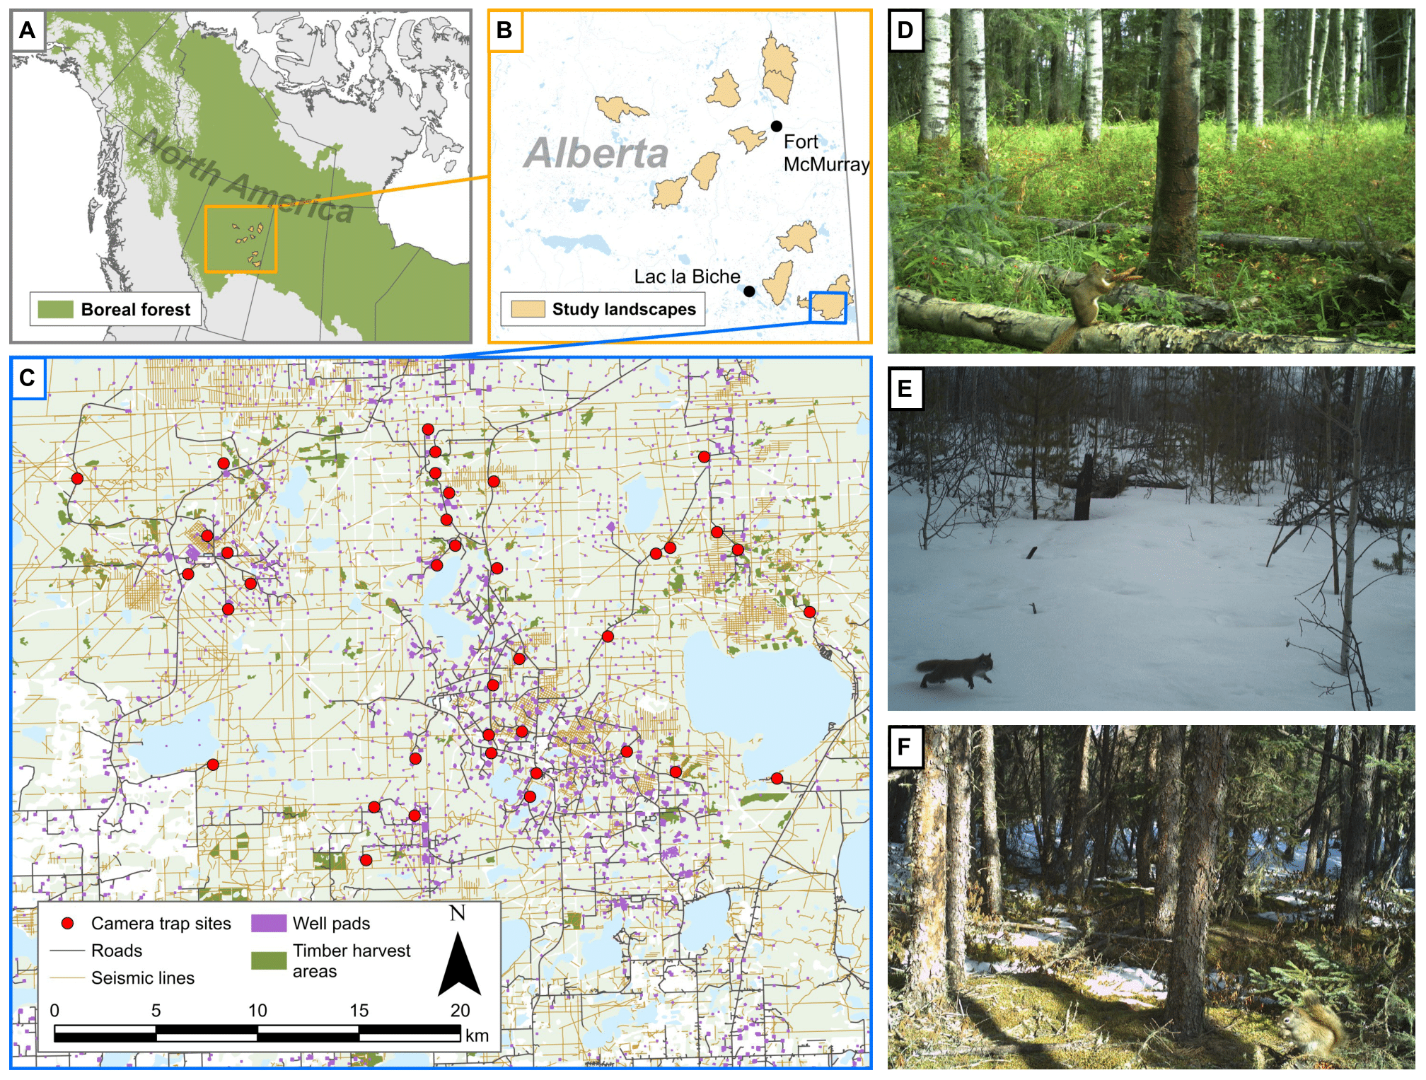 A
North America
Boreal forest
B
Alberta
Fort
McMurray
Lac la Biche
Study landscapes
C
Camera trap sites
Roads
Seismic lines
Well pads
Timber harvest
areas
N
0 5 10 15 20
km
D
E
F